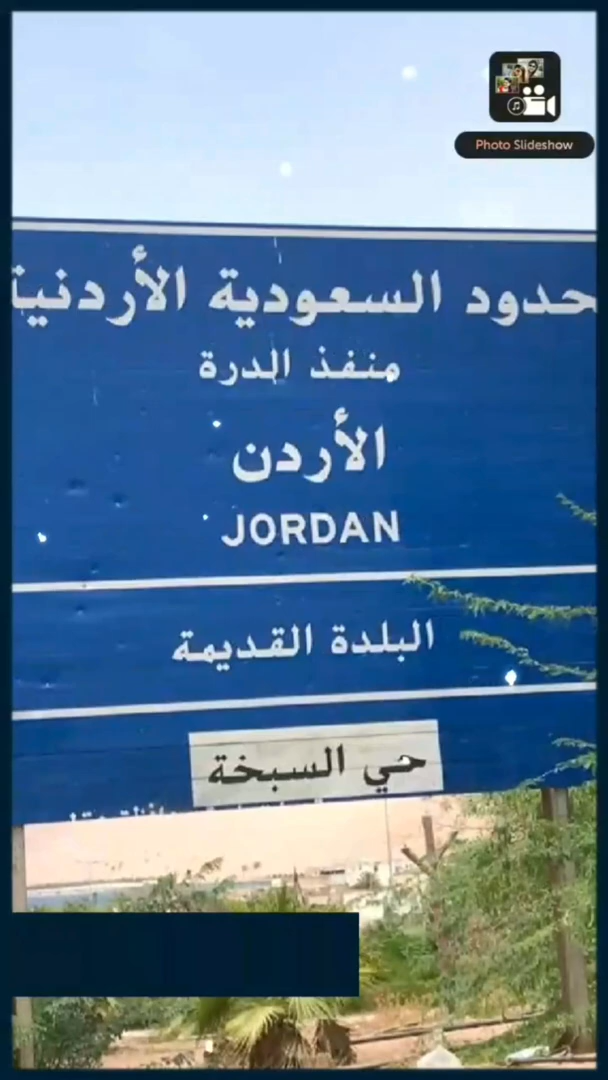 Photo Slideshow
حدود السعودية الأردنية
منفذ الدرة
الأردن
JORDAN
البلدة القديمة
حي السبخة